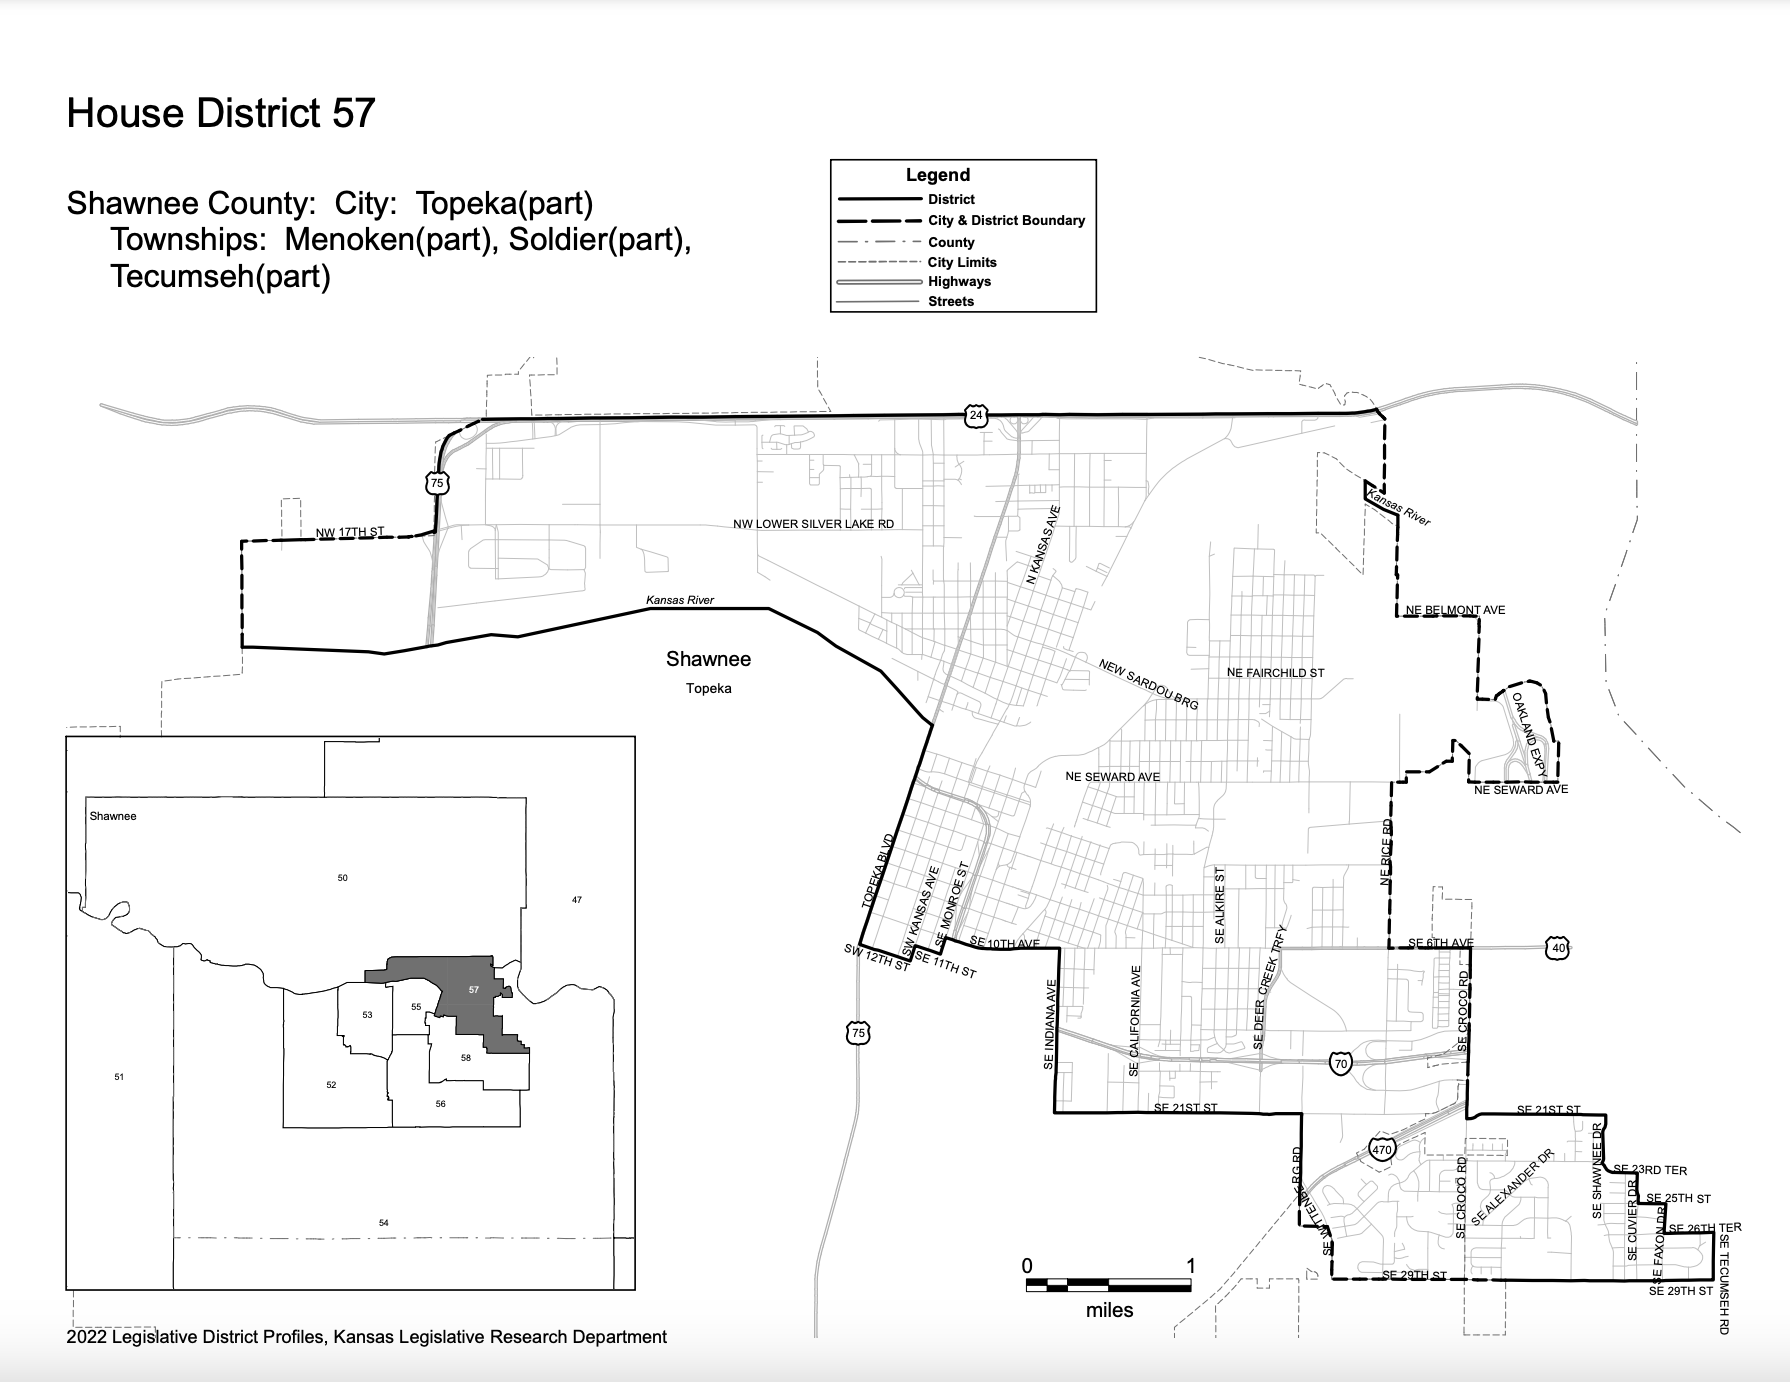 House District 57
Shawnee County: City: Topeka(part)
Townships: Menoken(part), Soldier(part),
Tecumseh(part)
Legend
District
City & District Boundary
County
City Limits
Highways
Streets
24
75
Kansas River
NW 17TH ST
NW LOWER SILVER LAKE RD
N KANSAS AVE
Kansas River
NE BELMONT AVE
Shawnee
Topeka
NEW SARDOU BRG
NE FAIRCHILD ST
OAKLAND EXPY
NE SEWARD AVE
NE SEWARD AVE
TOPEKA BLVD
NE RICE RD
SW KANSAS AVE
SE MONROE ST
SE ALKIRE ST
SW 12TH ST
SE 11TH ST
SE 10TH AVE
SE 6TH AVE
40
SE DEER CREEK TRFY
SE INDIANA AVE
SE CALIFORNIA AVE
SE CROCO RD
75
70
SE 21ST ST
SE 21ST ST
470
SE WITTENBERG RD
SE CROCO RD
SE ALEXANDER DR
SE SHAWNEE DR
SE 23RD TER
SE CUVIER DR
SE 25TH ST
SE FAXON DR
SE 26TH TER
SE TECUMSEH RD
SE 29TH ST
SE 29TH ST
Shawnee
50
47
57
53
55
58
51
52
56
54
0 1
miles
2022 Legislative District Profiles, Kansas Legislative Research Department